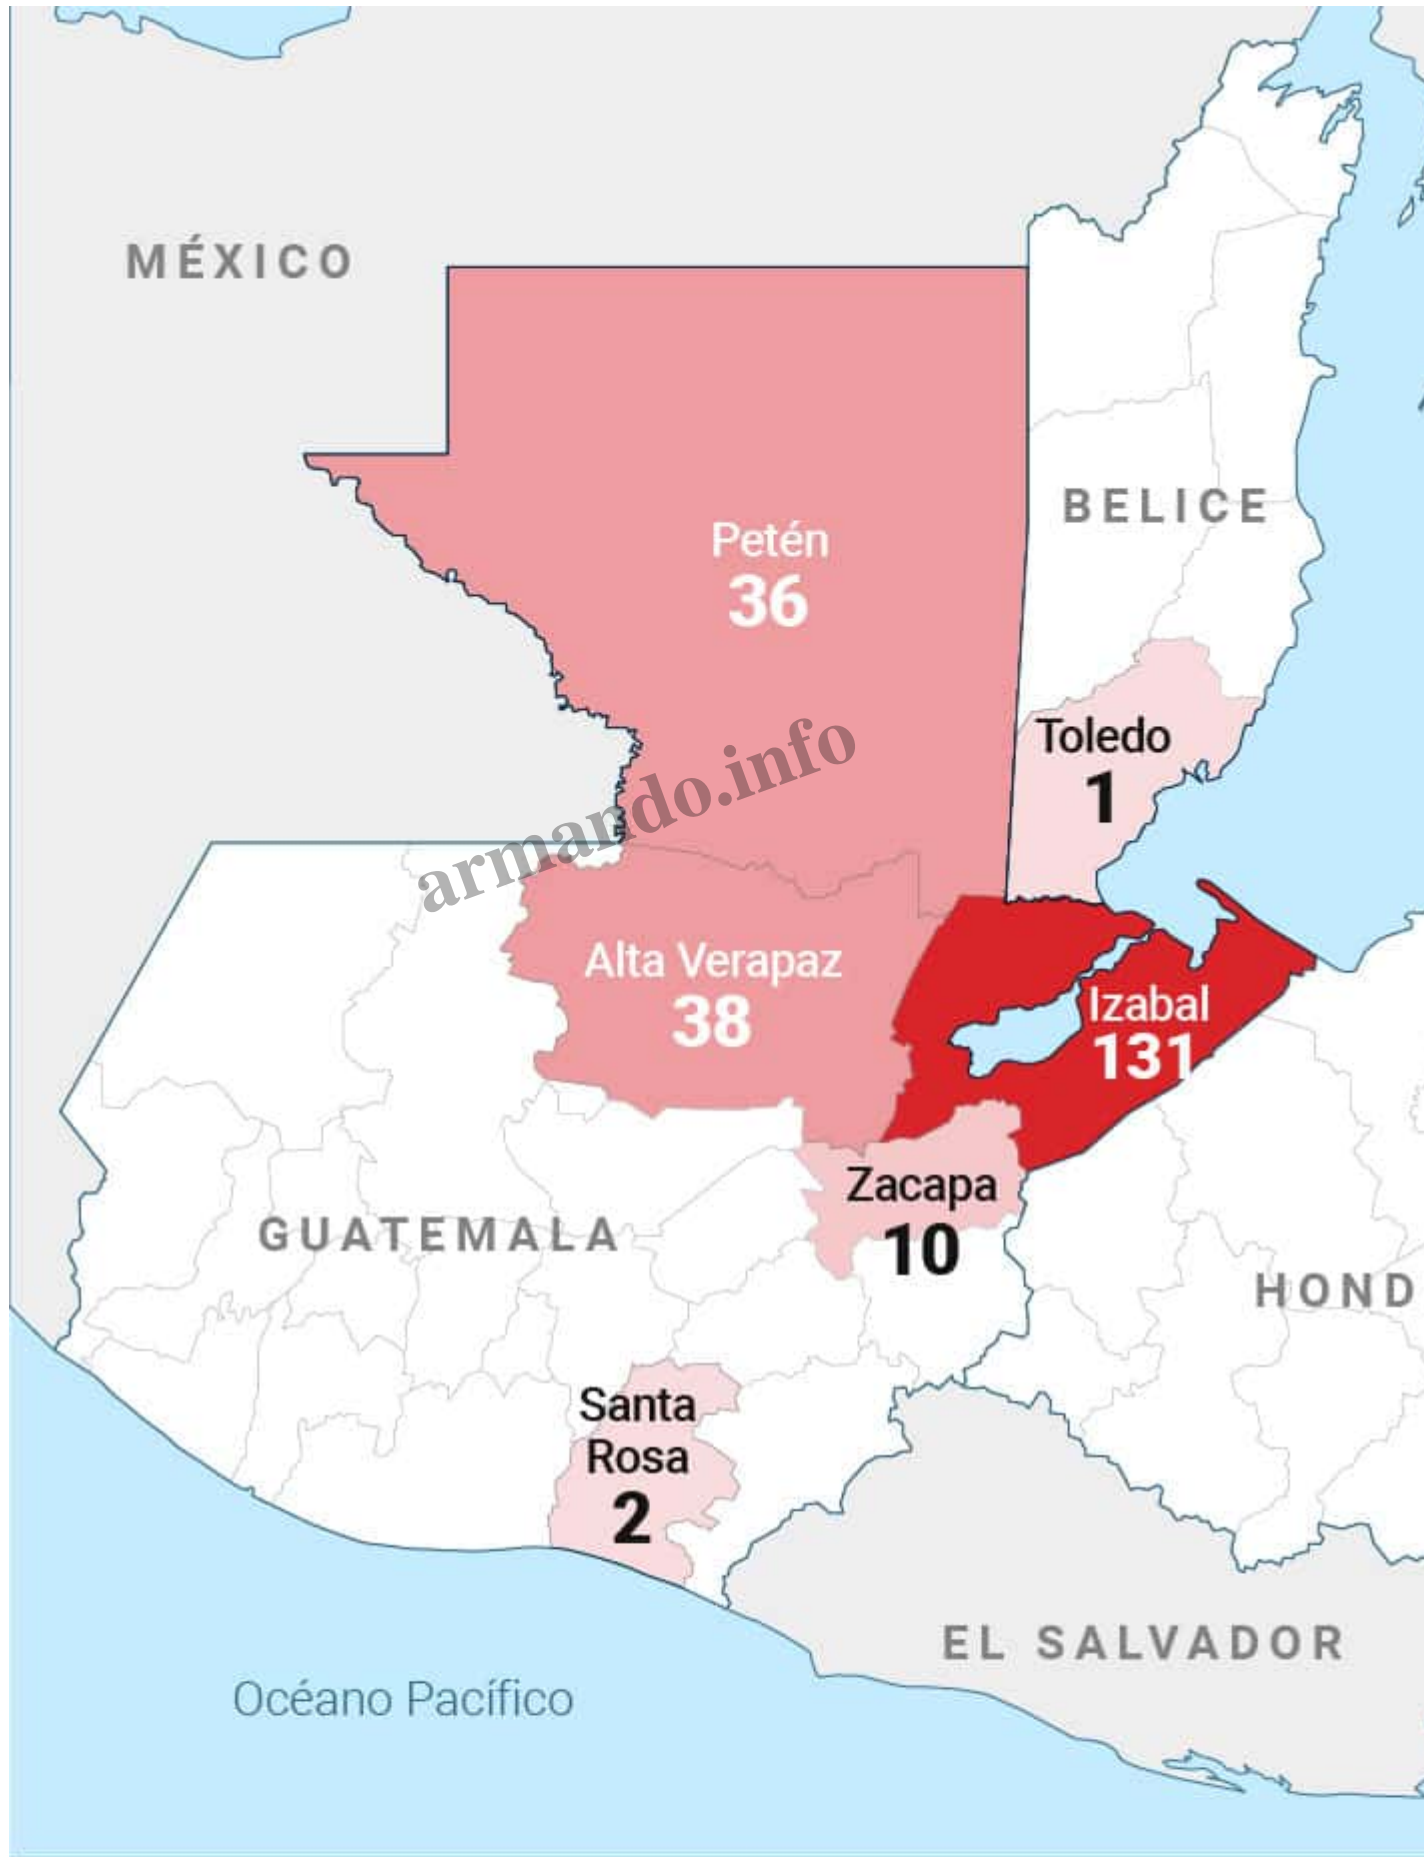 MÉXICO
BELICE
Petén
36
Toledo
1
armando.info
Alta Verapaz
38
Izabal
131
Zacapa
10
GUATEMALA
HOND
Santa
Rosa
2
EL SALVADOR
Océano Pacífico